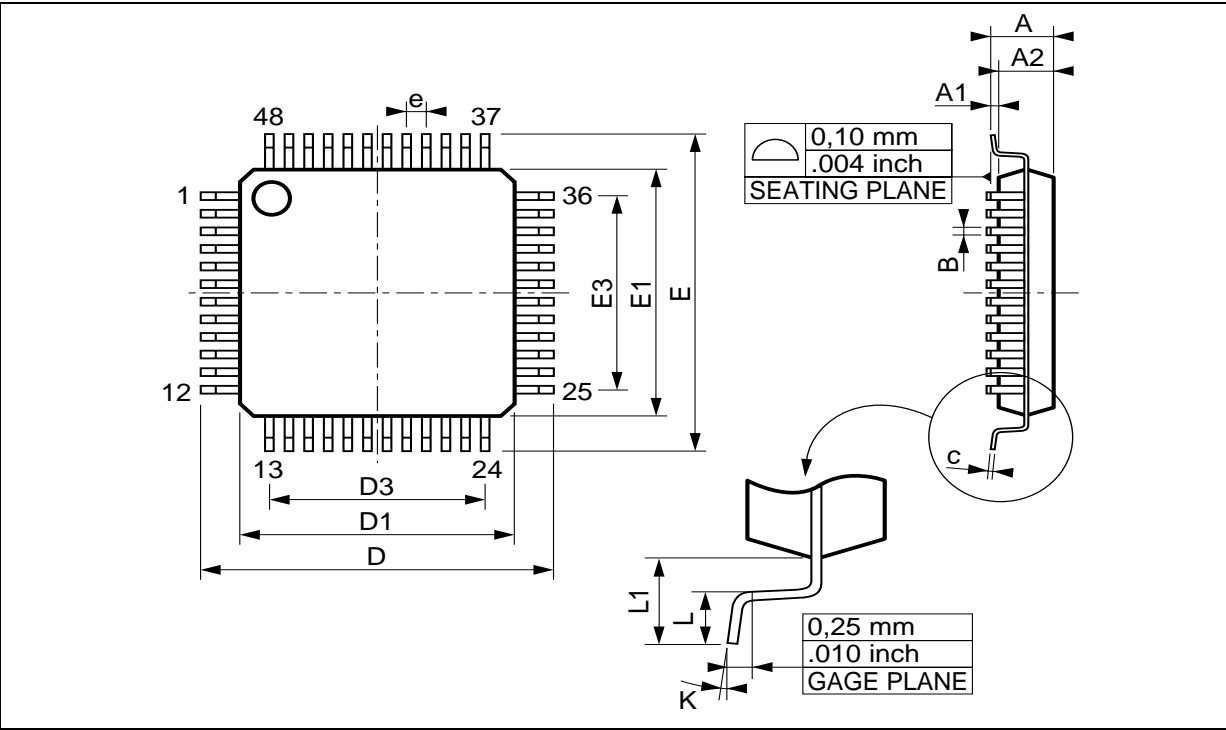 A
A2
A1
e
48
37
0,10 mm
.004 inch
SEATING PLANE
1
36
B
E3
E1
E
12
25
13
24
c
D3
D1
D
L1
L
0,25 mm
.010 inch
GAGE PLANE
K